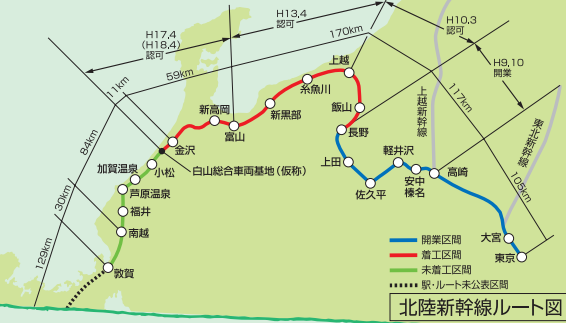 H17,4
(H18,4)
認可
H13,4
認可
H10,3
認可
H9,10
開業
11km
59km
170km
117km
105km
84km
30km
129km
上越
糸魚川
飯山
新黒部
新高岡
富山
長野
金沢
上越新幹線
東北新幹線
白山総合車両基地（仮称）
小松
加賀温泉
芦原温泉
福井
南越
敦賀
上田
佐久平
軽井沢
安中
榛名
高崎
大宮
東京
開業区間
着工区間
未着工区間
駅・ルート未公表区間
北陸新幹線ルート図